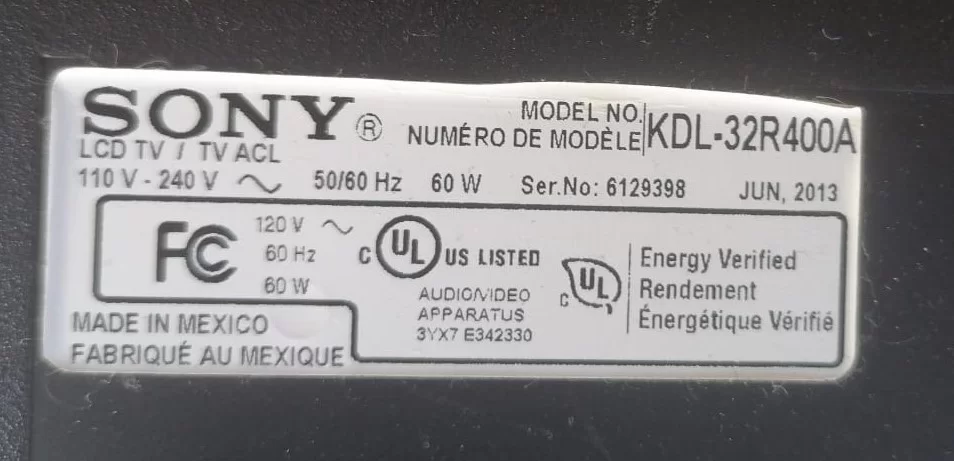 SONY®
MODEL NO.
NUMÉRO DE MODÈLE
KDL-32R400A
LCD TV / TV ACL
110 V - 240 V ~ 50/60 Hz 60 W Ser.No: 6129398 JUN, 2013
FC
120 V ~
60 Hz
60 W
C UL US LISTED
AUDIO/VIDEO
APPARATUS
3YX7 E342330
C UL
Energy Verified
Rendement
Énergétique Vérifié
MADE IN MEXICO
FABRIQUÉ AU MEXIQUE